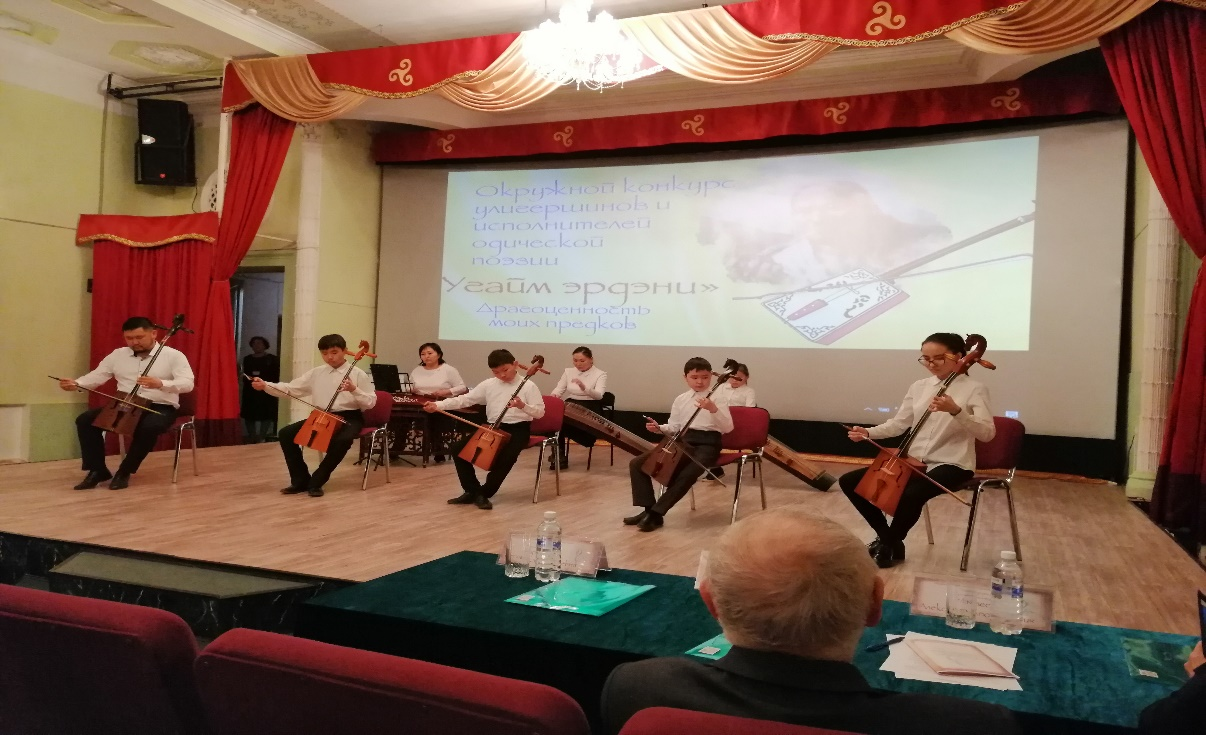 Окружной конкурс
улигершинов и
исполнителей
одической
поэзии
Угайм эрдэни»
Драгоценность
моих предков